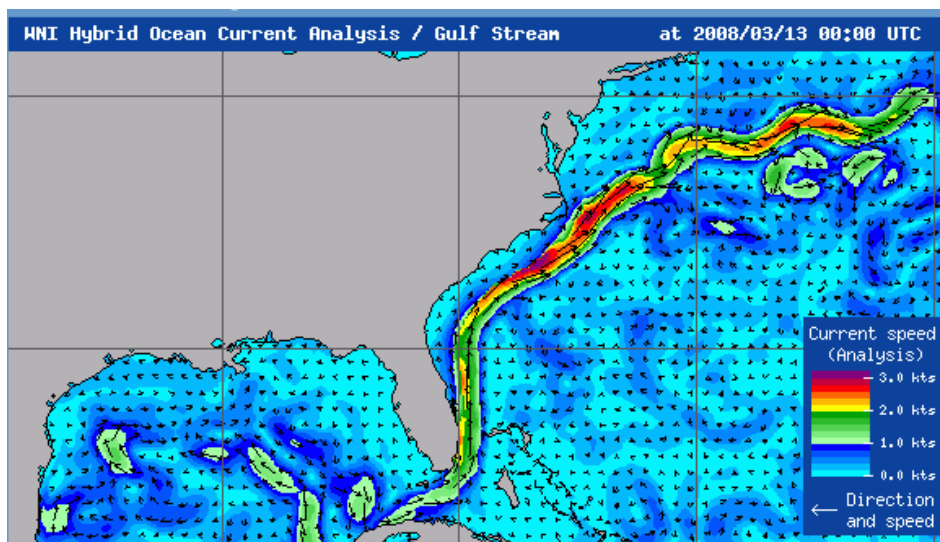 WNI Hybrid Ocean Current Analysis / Gulf Stream at 2008/03/13 00:00 UTC
Current speed
(Analysis)
3.0 kts
2.0 kts
1.0 kts
0.0 kts
Direction
and speed